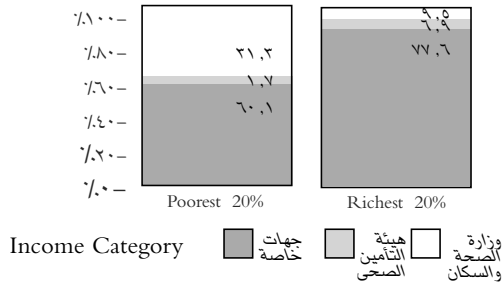 ٪١٠٠
٪٨٠
٪٦٠
٪٤٠
٪٢٠
٪٠
٣١,٣
١,٧
٦٠,١
٩,٥
٦,٩
٧٧,٦
Poorest 20%
Richest 20%
Income Category
جهات
خاصة
هيئة
التأمين
الصحى
وزارة
الصحة
والسكان